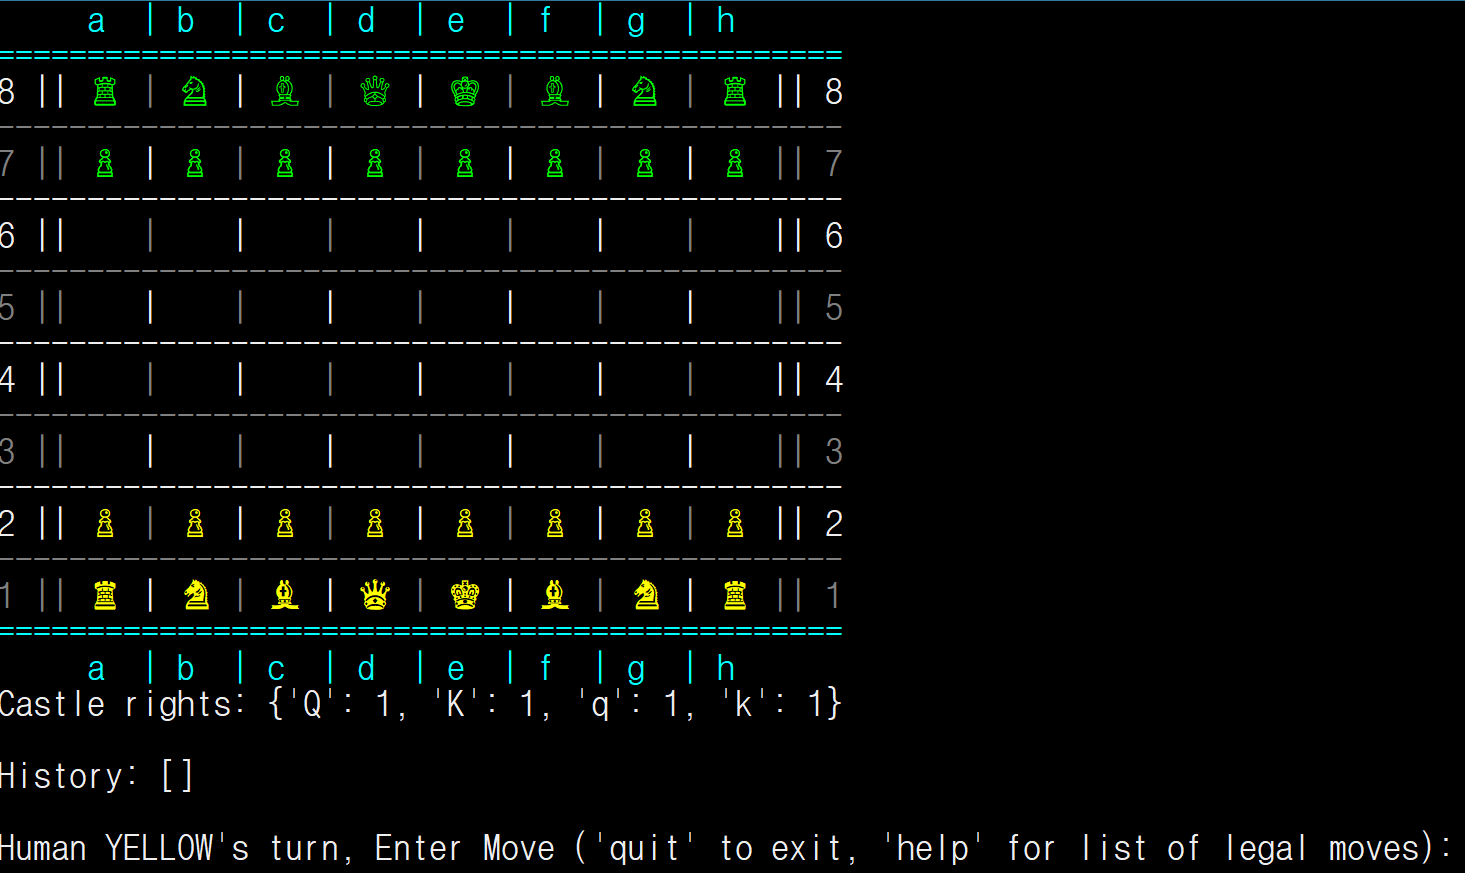 a | b | c | d | e | f | g | h
===============================================
8 || ♖ | ♘ | ♗ | ♕ | ♔ | ♗ | ♘ | ♖ || 8
-----------------------------------------------
7 || ♙ | ♙ | ♙ | ♙ | ♙ | ♙ | ♙ | ♙ || 7
-----------------------------------------------
6 ||   |   |   |   |   |   |   |   || 6
-----------------------------------------------
5 ||   |   |   |   |   |   |   |   || 5
-----------------------------------------------
4 ||   |   |   |   |   |   |   |   || 4
-----------------------------------------------
3 ||   |   |   |   |   |   |   |   || 3
-----------------------------------------------
2 || ♙ | ♙ | ♙ | ♙ | ♙ | ♙ | ♙ | ♙ || 2
-----------------------------------------------
1 || ♜ | ♞ | ♝ | ♛ | ♚ | ♝ | ♞ | ♜ || 1
===============================================
a | b | c | d | e | f | g | h
Castle rights: {'Q': 1, 'K': 1, 'q': 1, 'k': 1}
History: []
Human YELLOW's turn, Enter Move ('quit' to exit, 'help' for list of legal moves):